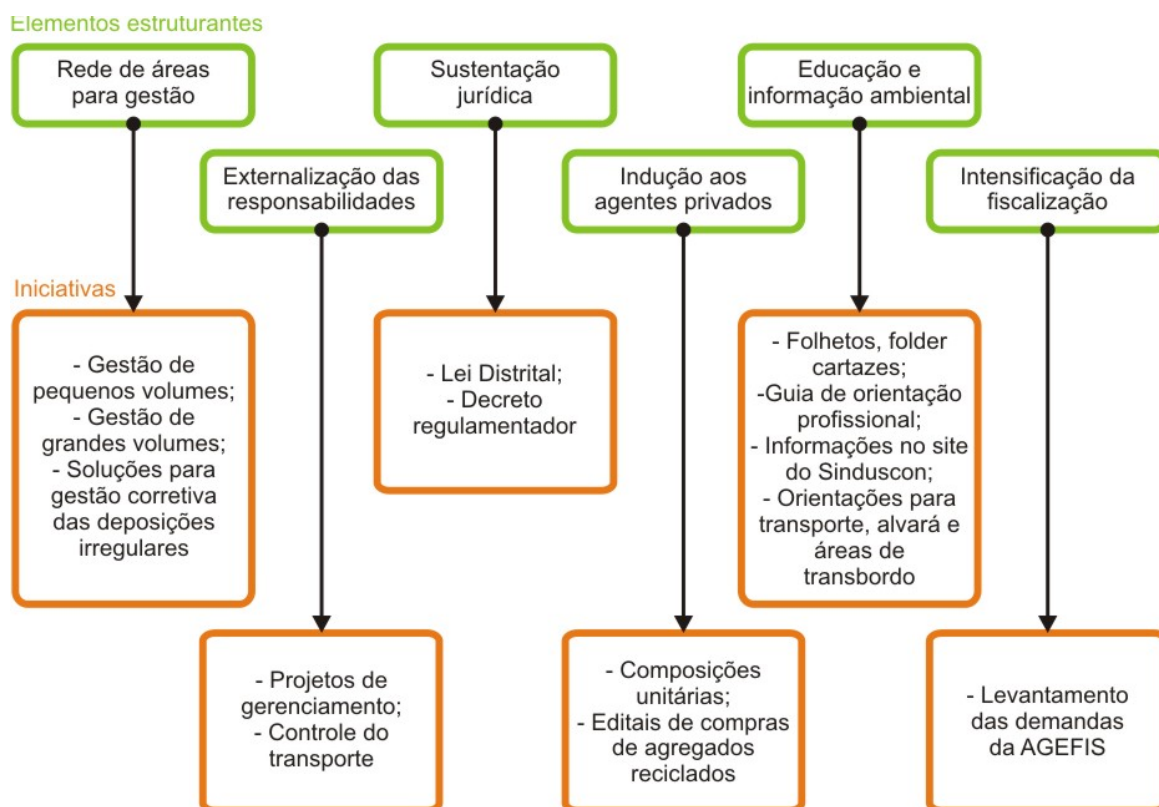 Elementos estruturantes
Rede de áreas
para gestão
Sustentação
jurídica
Educação e
informação ambiental
Externalização das
responsabilidades
Indução aos
agentes privados
Intensificação da
fiscalização
Iniciativas
- Gestão de
pequenos volumes;
- Gestão de
grandes volumes;
- Soluções para
gestão corretiva
das deposições
irregulares
- Lei Distrital;
- Decreto
regulamentador
- Folhetos, folder
cartazes;
-Guia de orientação
profissional;
- Informações no site
do Sinduscon;
- Orientações para
transporte, alvará e
áreas de
transbordo
- Projetos de
gerenciamento;
- Controle do
transporte
- Composições
unitárias;
- Editais de compras
de agregados
reciclados
- Levantamento
das demandas
da AGEFIS